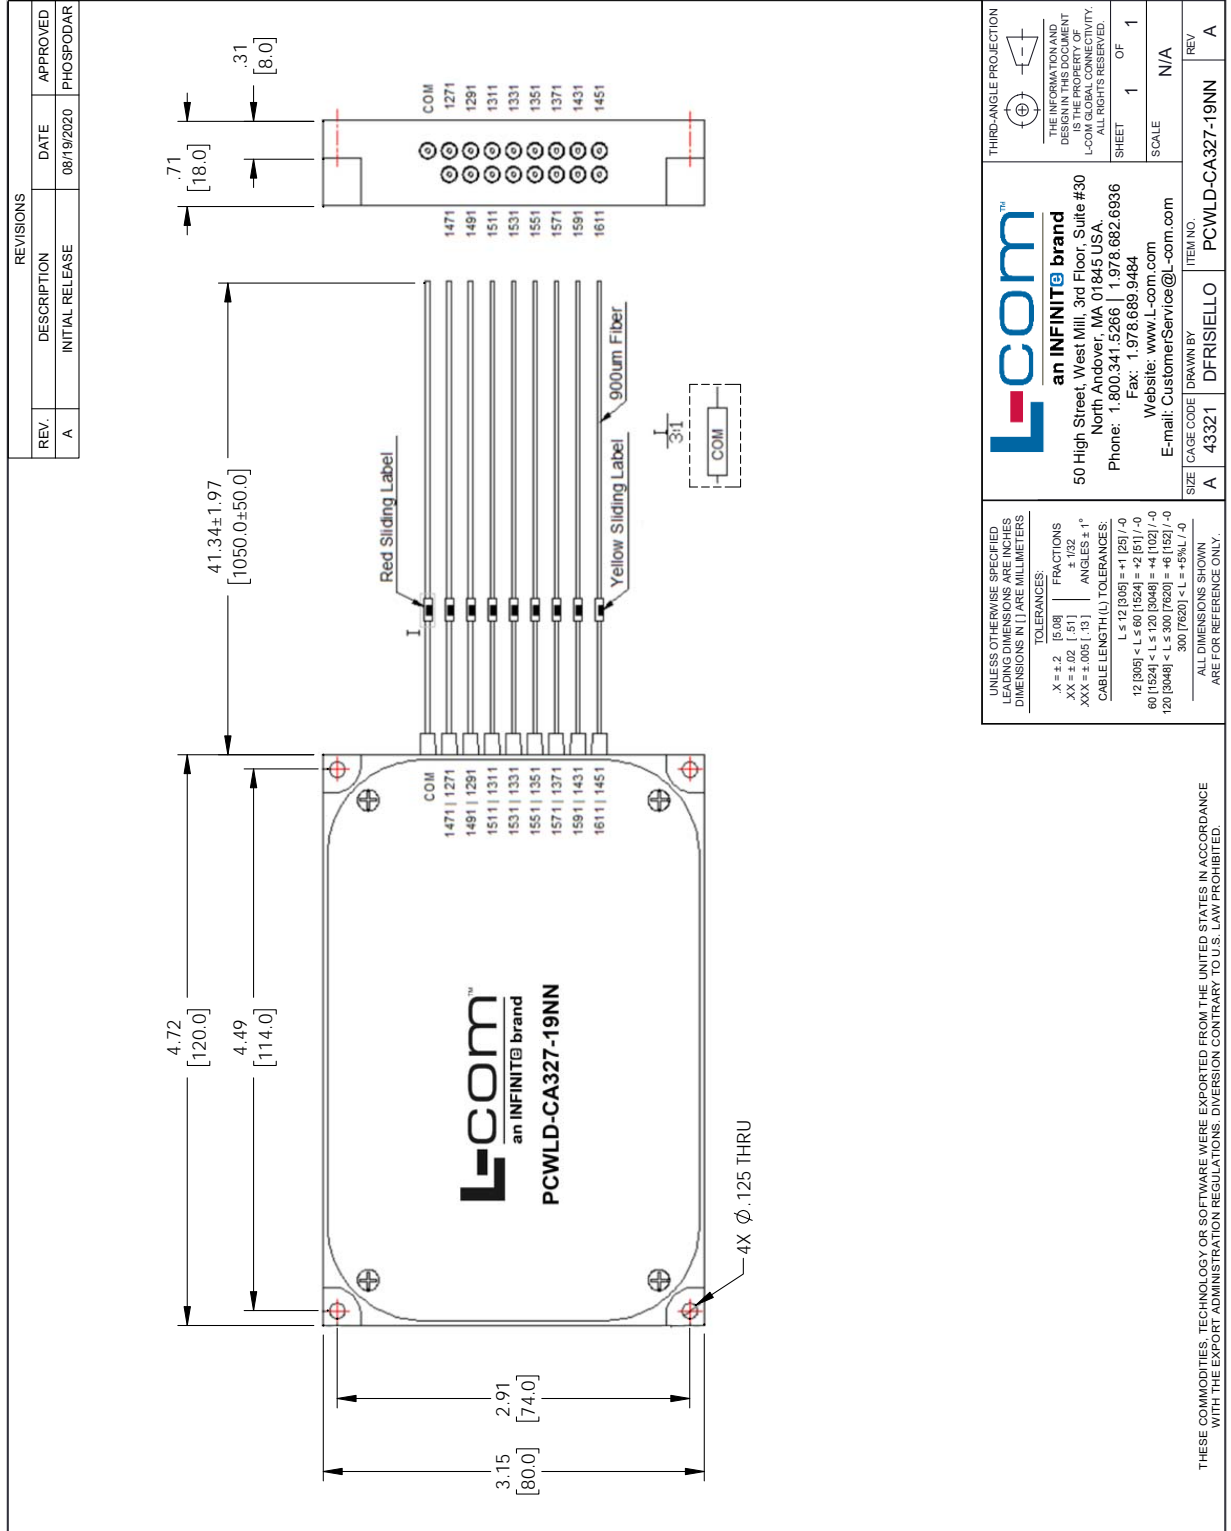 REVISIONS
REV.
DESCRIPTION
DATE
APPROVED
A
INITIAL RELEASE
08/19/2020
PHOSPODAR
4.72
[120.0]
4.49
[114.0]
41.34±1.97
[1050.0±50.0]
.71
[18.0]
.31
[8.0]
3.15
[80.0]
2.91
[74.0]
4X Ø.125 THRU
L-com™
an INFINIT@ brand
PCWLD-CA327-19NN
COM
1471 | 1271
1491 | 1291
1511 | 1311
1531 | 1331
1551 | 1351
1571 | 1371
1591 | 1431
1611 | 1451
Red Sliding Label
I
Yellow Sliding Label
900um Fiber
I
3:1
COM
COM
1271
1291
1311
1331
1351
1371
1431
1451
1471
1491
1511
1531
1551
1571
1591
1611
UNLESS OTHERWISE SPECIFIED
LEADING DIMENSIONS ARE INCHES
DIMENSIONS IN [ ] ARE MILLIMETERS
TOLERANCES:
.X = ±.2 [5.08]
FRACTIONS
.XX = ±.02 [.51]
± 1/32
.XXX = ±.005 [.13]
ANGLES ± 1°
CABLE LENGTH (L) TOLERANCES:
L ≤ 12 [305] = +1 [25] / -0
12 [305] < L ≤ 60 [1524] = +2 [51] / -0
60 [1524] < L ≤ 120 [3048] = +4 [102] / -0
120 [3048] < L ≤ 300 [7620] = +6 [152] / -0
300 [7620] < L = +5%L / -0
ALL DIMENSIONS SHOWN
ARE FOR REFERENCE ONLY.
L-com™
an INFINIT@ brand
50 High Street, West Mill, 3rd Floor, Suite #30
North Andover, MA 01845 USA.
Phone: 1.800.341.5266 | 1.978.682.6936
Fax: 1.978.689.9484
Website: www.L-com.com
E-mail: CustomerService@L-com.com
THIRD-ANGLE PROJECTION
THE INFORMATION AND
DESIGN IN THIS DOCUMENT
IS THE PROPERTY OF
L-COM GLOBAL CONNECTIVITY.
ALL RIGHTS RESERVED.
SHEET 1 OF 1
SCALE
N/A
SIZE
A
CAGE CODE
43321
DRAWN BY
DFRISIELLO
ITEM NO.
PCWLD-CA327-19NN
REV
A
THESE COMMODITIES, TECHNOLOGY OR SOFTWARE WERE EXPORTED FROM THE UNITED STATES IN ACCORDANCE
WITH THE EXPORT ADMINISTRATION REGULATIONS. DIVERSION CONTRARY TO U.S. LAW PROHIBITED.